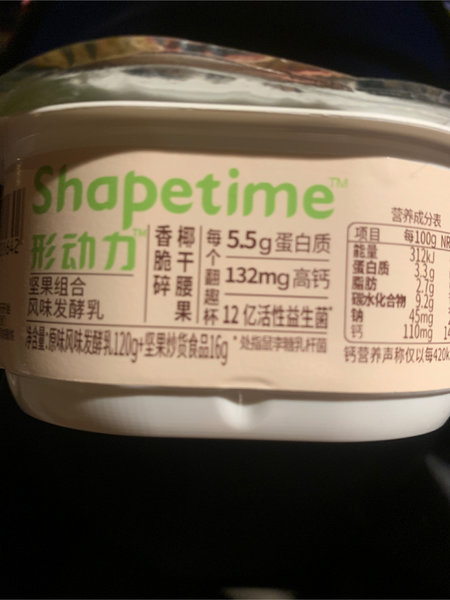 Shapetime™
形动力™
坚果组合
风味发酵乳
香脆碎
椰干腰果
每个翻趣杯
5.5g蛋白质
132mg高钙
12亿活性益生菌*
净含量:原味风味发酵乳120g+坚果炒货食品16g
*处指鼠李糖乳杆菌
营养成分表
项目 每100g NR
能量 312kJ
蛋白质 3.3g
脂肪 2.7g
碳水化合物 9.2g
钠 45mg
钙 110mg
钙营养声称仅以每420k